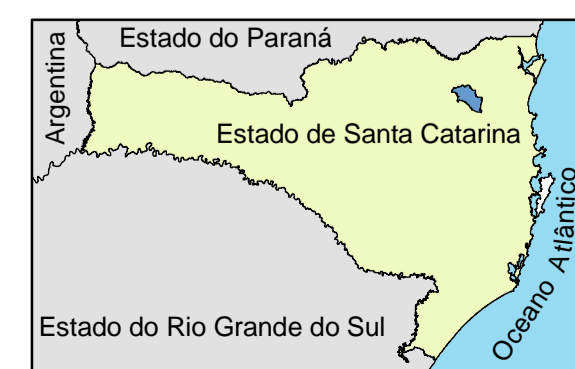 Estado do Paraná
Argentina
Estado de Santa Catarina
Oceano Atlântico
Estado do Rio Grande do Sul